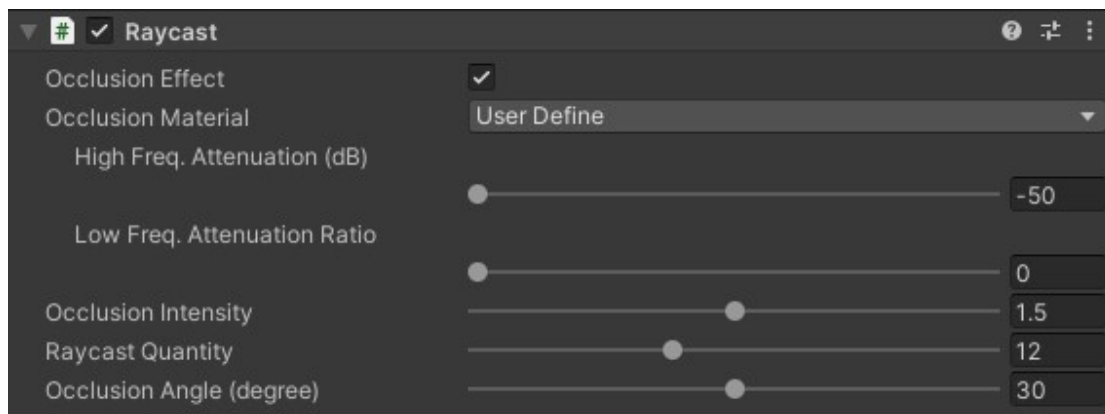 # Raycast
Occlusion Effect
Occlusion Material User Define
High Freq. Attenuation (dB)
-50
Low Freq. Attenuation Ratio
0
Occlusion Intensity 1.5
Raycast Quantity 12
Occlusion Angle (degree) 30